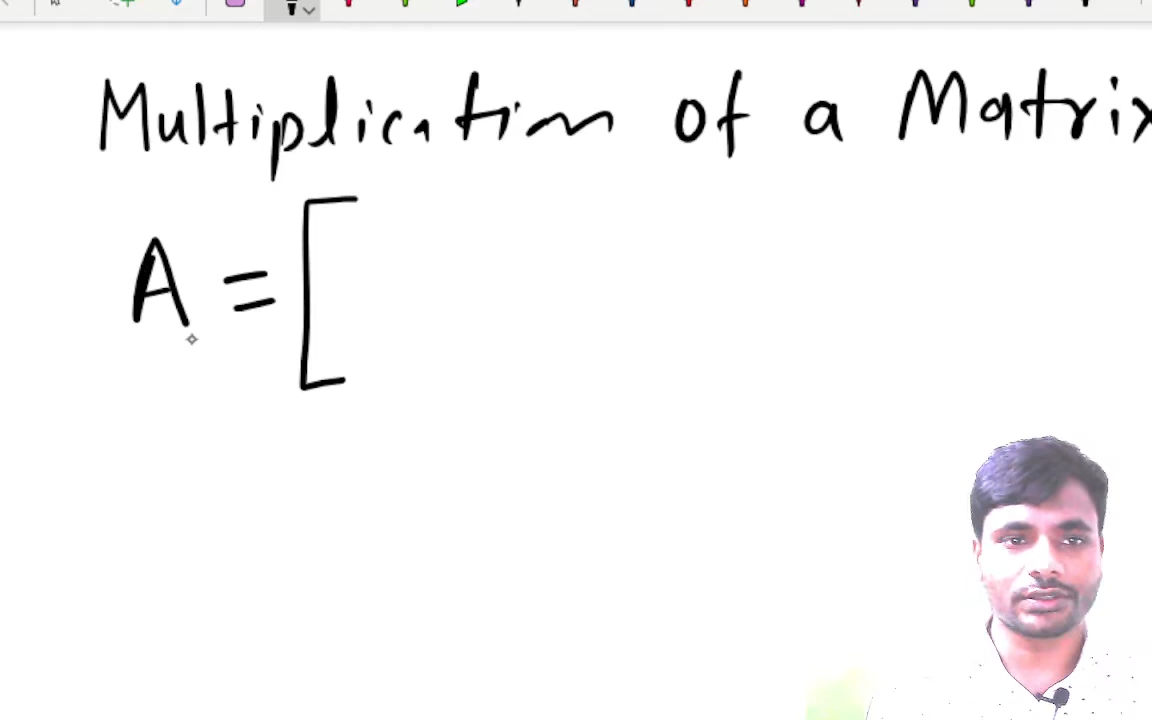 Multiplication of a Matrix
A = [